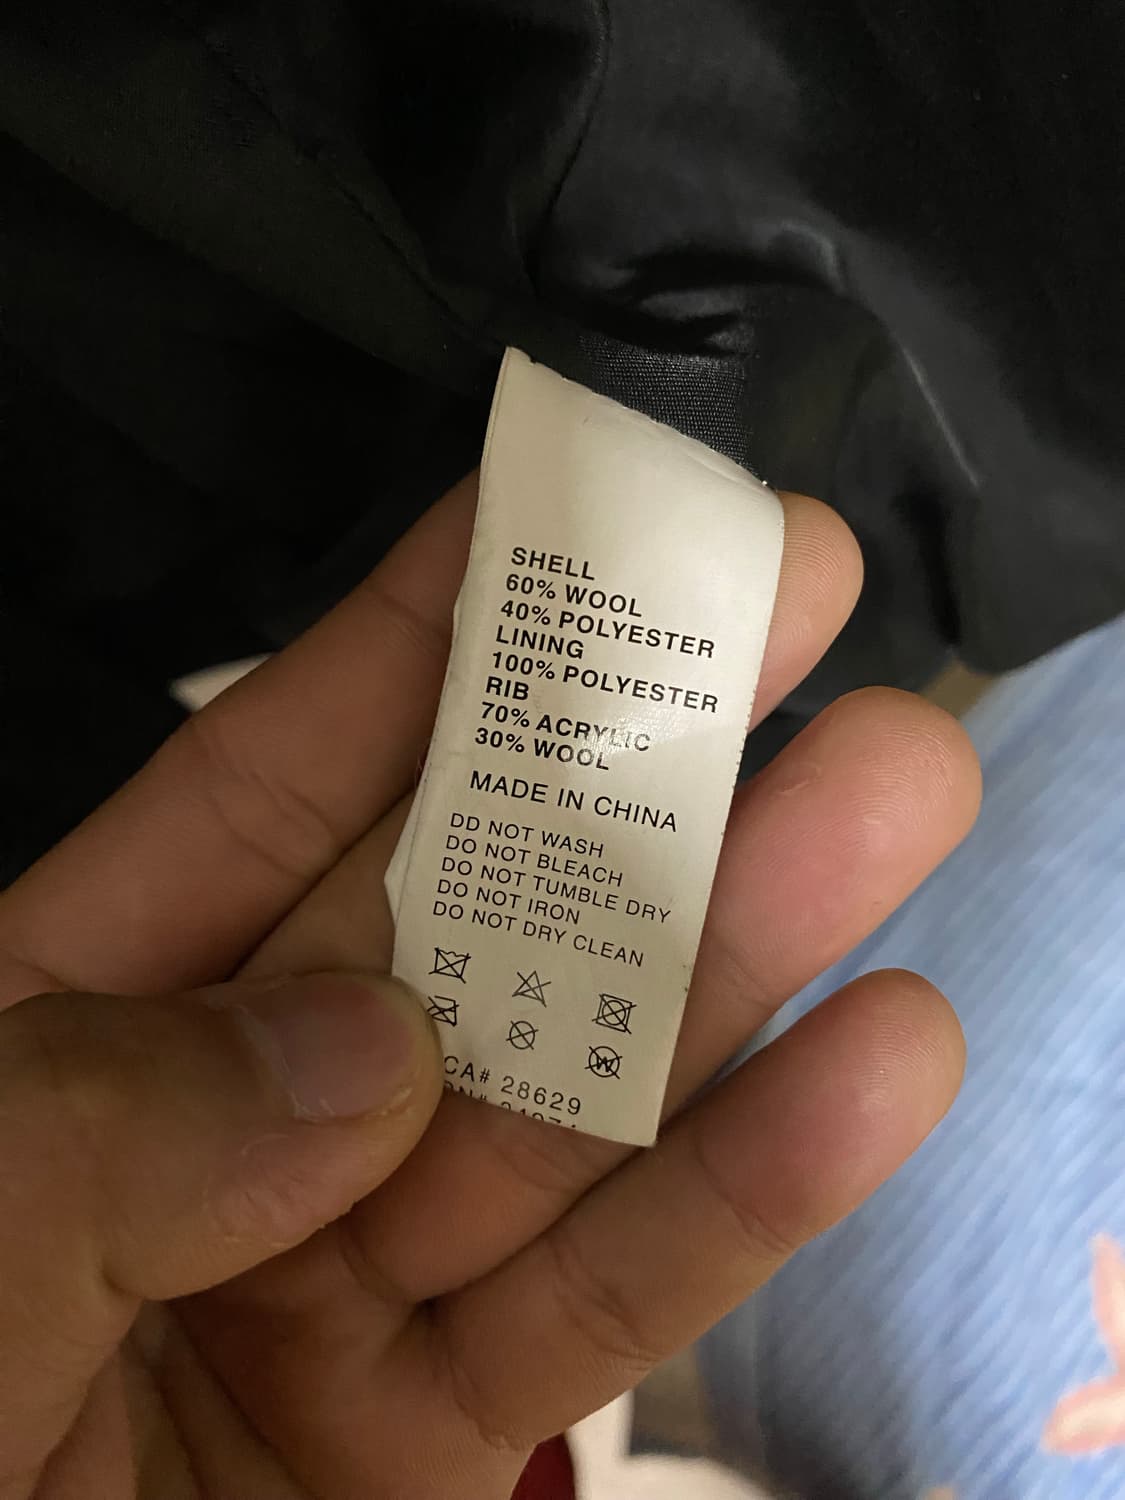 SHELL
60% WOOL
40% POLYESTER
LINING
100% POLYESTER
RIB
70% ACRYLIC
30% WOOL
MADE IN CHINA
DD NOT WASH
DO NOT BLEACH
DO NOT TUMBLE DRY
DO NOT IRON
DO NOT DRY CLEAN
W
CA# 28629